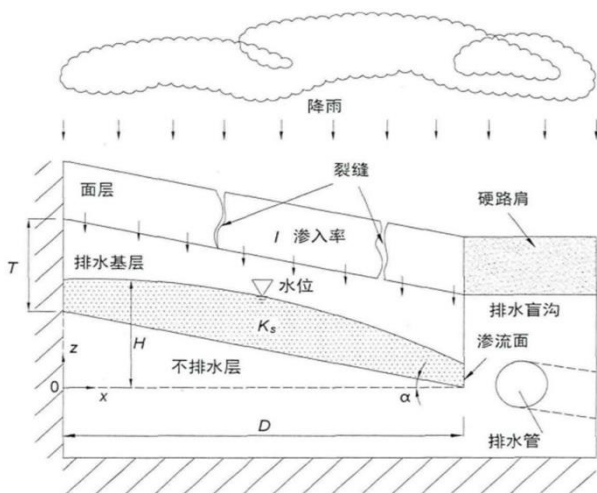 降雨
裂缝
面层
I 渗入率
硬路肩
T
排水基层
水位
排水盲沟
Ks
H
渗流面
z
不排水层
0
x
α
D
排水管